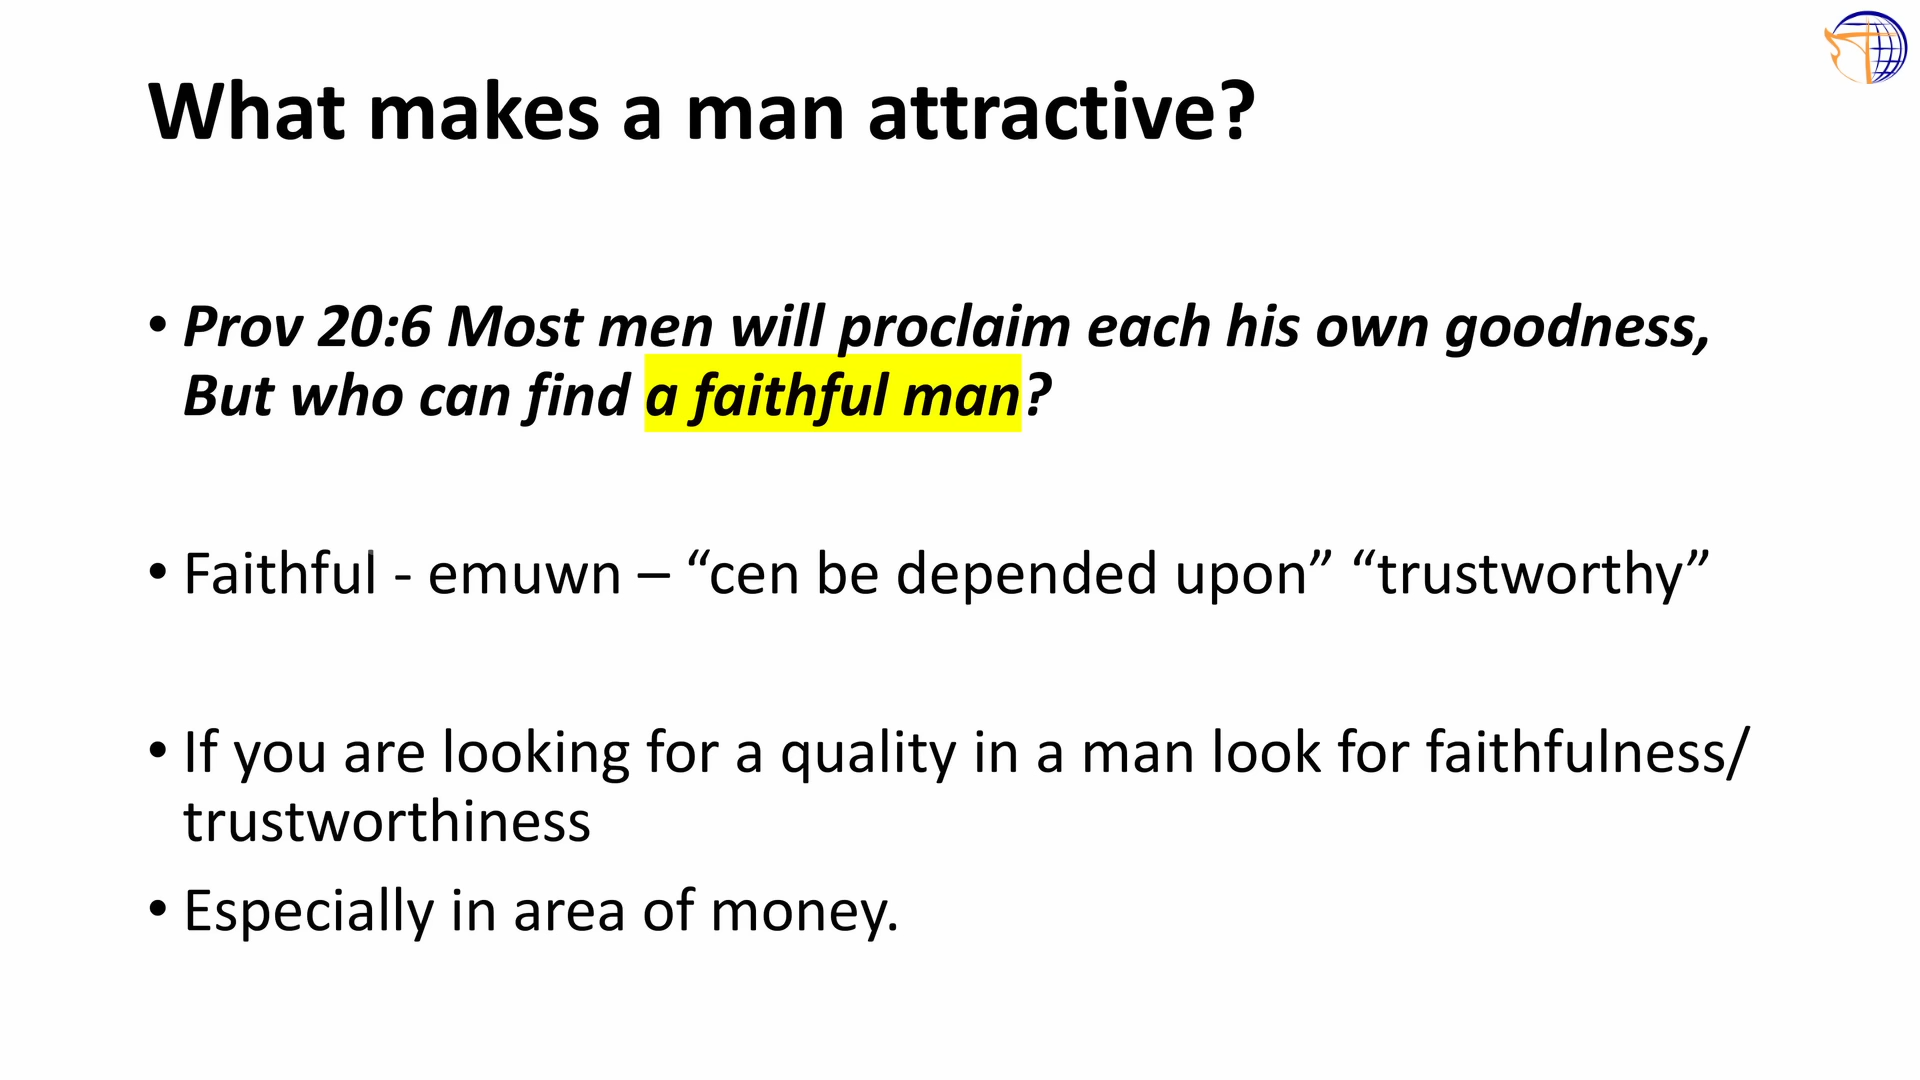 What makes a man attractive?
• Prov 20:6 Most men will proclaim each his own goodness,
But who can find a faithful man?
• Faithful - emuwn – “cen be depended upon” “trustworthy”
• If you are looking for a quality in a man look for faithfulness/
trustworthiness
• Especially in area of money.